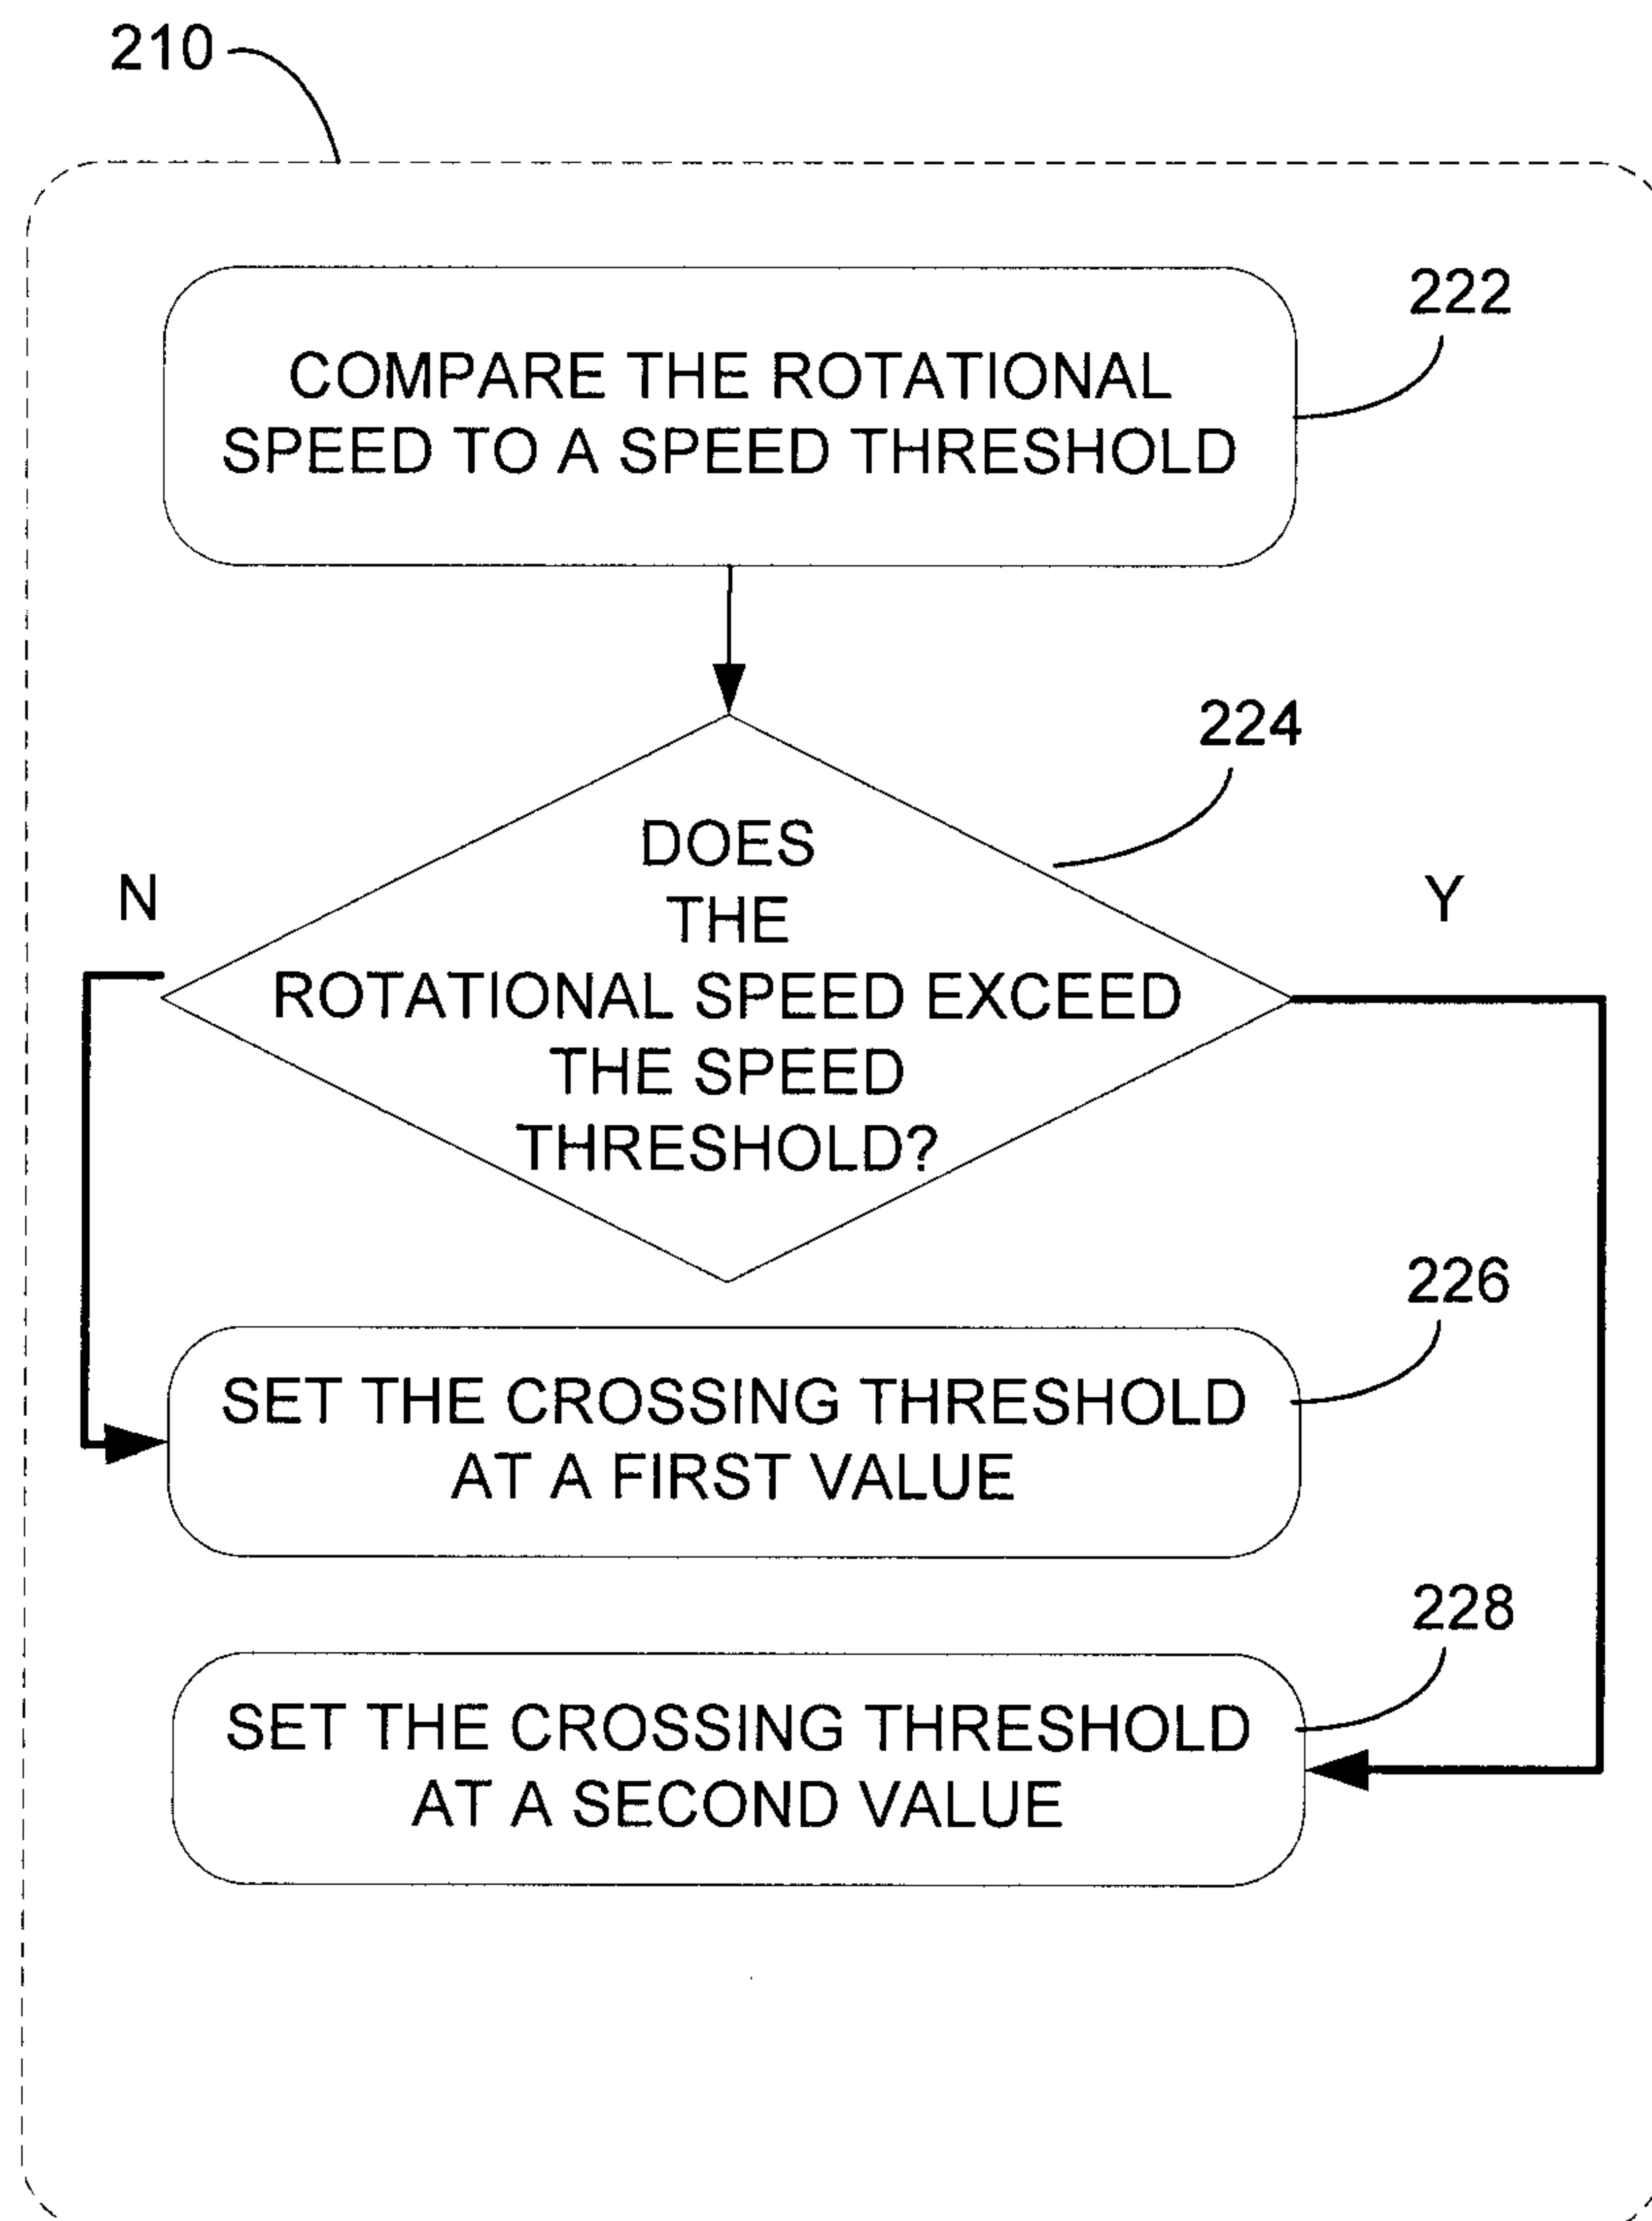 210
COMPARE THE ROTATIONAL
SPEED TO A SPEED THRESHOLD
222
224
DOES
THE
ROTATIONAL SPEED EXCEED
THE SPEED
THRESHOLD?
N
Y
226
SET THE CROSSING THRESHOLD
AT A FIRST VALUE
228
SET THE CROSSING THRESHOLD
AT A SECOND VALUE